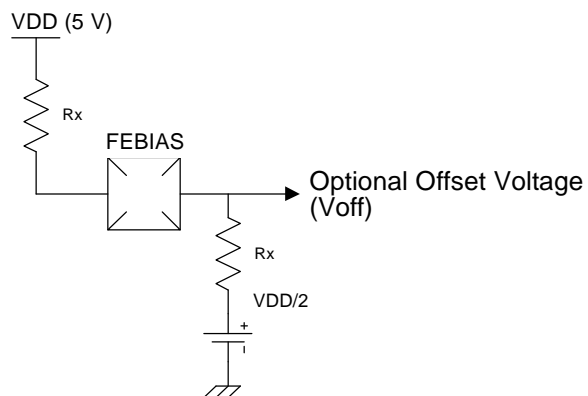 VDD (5 V)
Rx
FEBIAS
Optional Offset Voltage
(Voff)
Rx
VDD/2
+
-